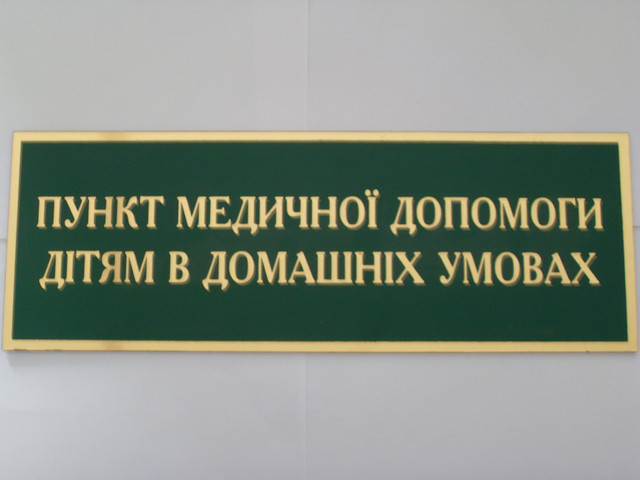 ПУНКТ МЕДИЧНОЇ ДОПОМОГИ
ДІТЯМ В ДОМАШНІХ УМОВАХ